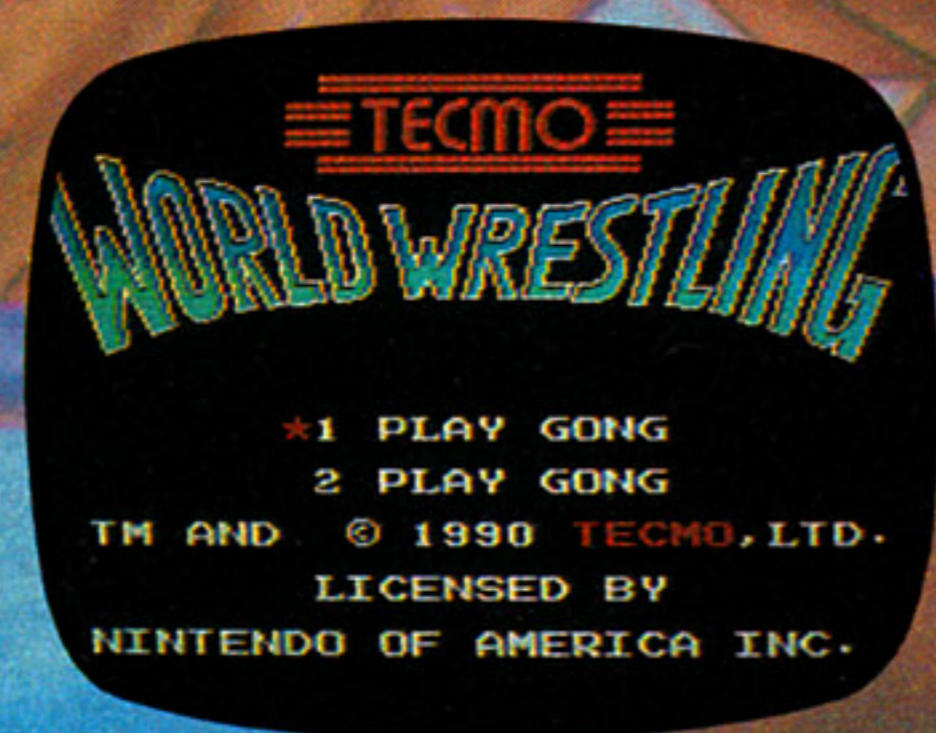 TECMO
WORLD WRESTLING
*1 PLAY GONG
2 PLAY GONG
TM AND © 1990 TECMO,LTD.
LICENSED BY
NINTENDO OF AMERICA INC.